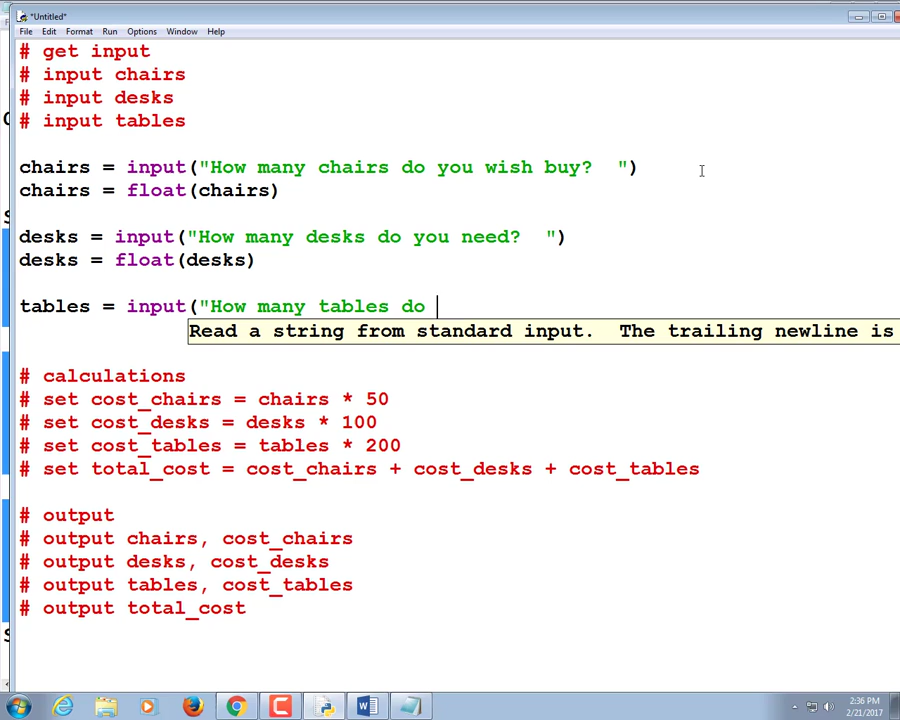 *Untitled*
File Edit Format Run Options Window Help
# get input
# input chairs
# input desks
# input tables
chairs = input("How many chairs do you wish buy?  ")
chairs = float(chairs)
desks = input("How many desks do you need?  ")
desks = float(desks)
tables = input("How many tables do
Read a string from standard input.  The trailing newline is
# calculations
# set cost_chairs = chairs * 50
# set cost_desks = desks * 100
# set cost_tables = tables * 200
# set total_cost = cost_chairs + cost_desks + cost_tables
# output
# output chairs, cost_chairs
# output desks, cost_desks
# output tables, cost_tables
# output total_cost
2:36 PM
2/21/2017